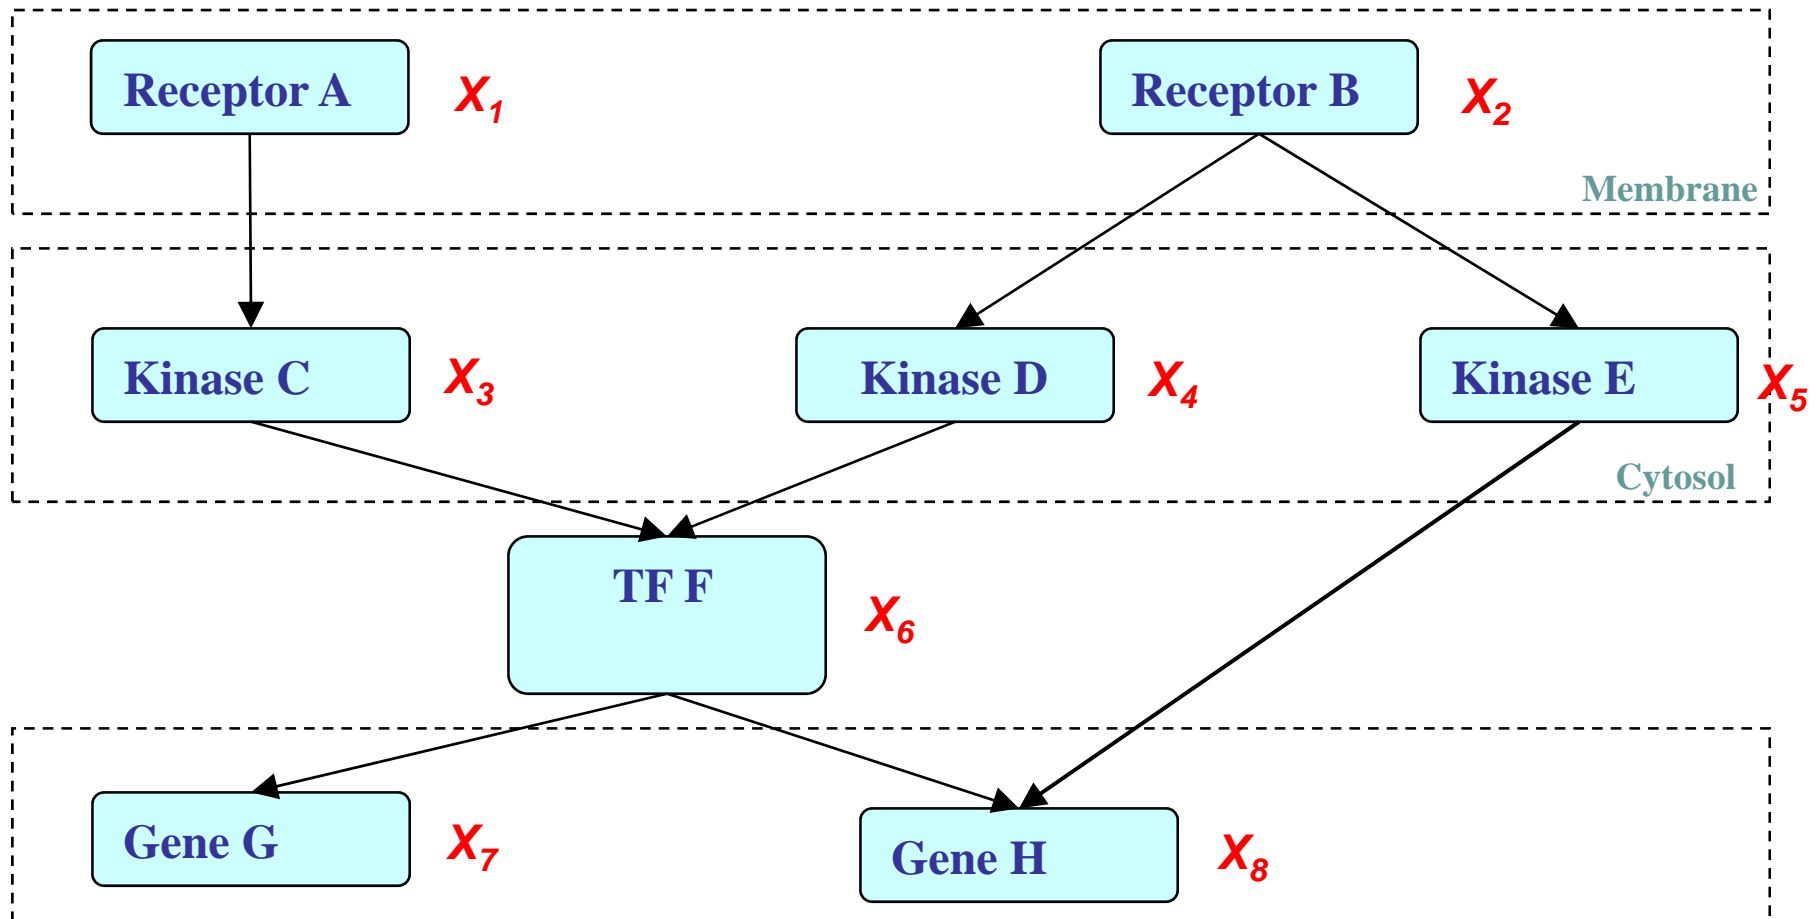 Receptor A X1 Receptor B X2
Membrane
Kinase C X3 Kinase D X4 Kinase E X5
Cytosol
TF F X6
Gene G X7 Gene H X8